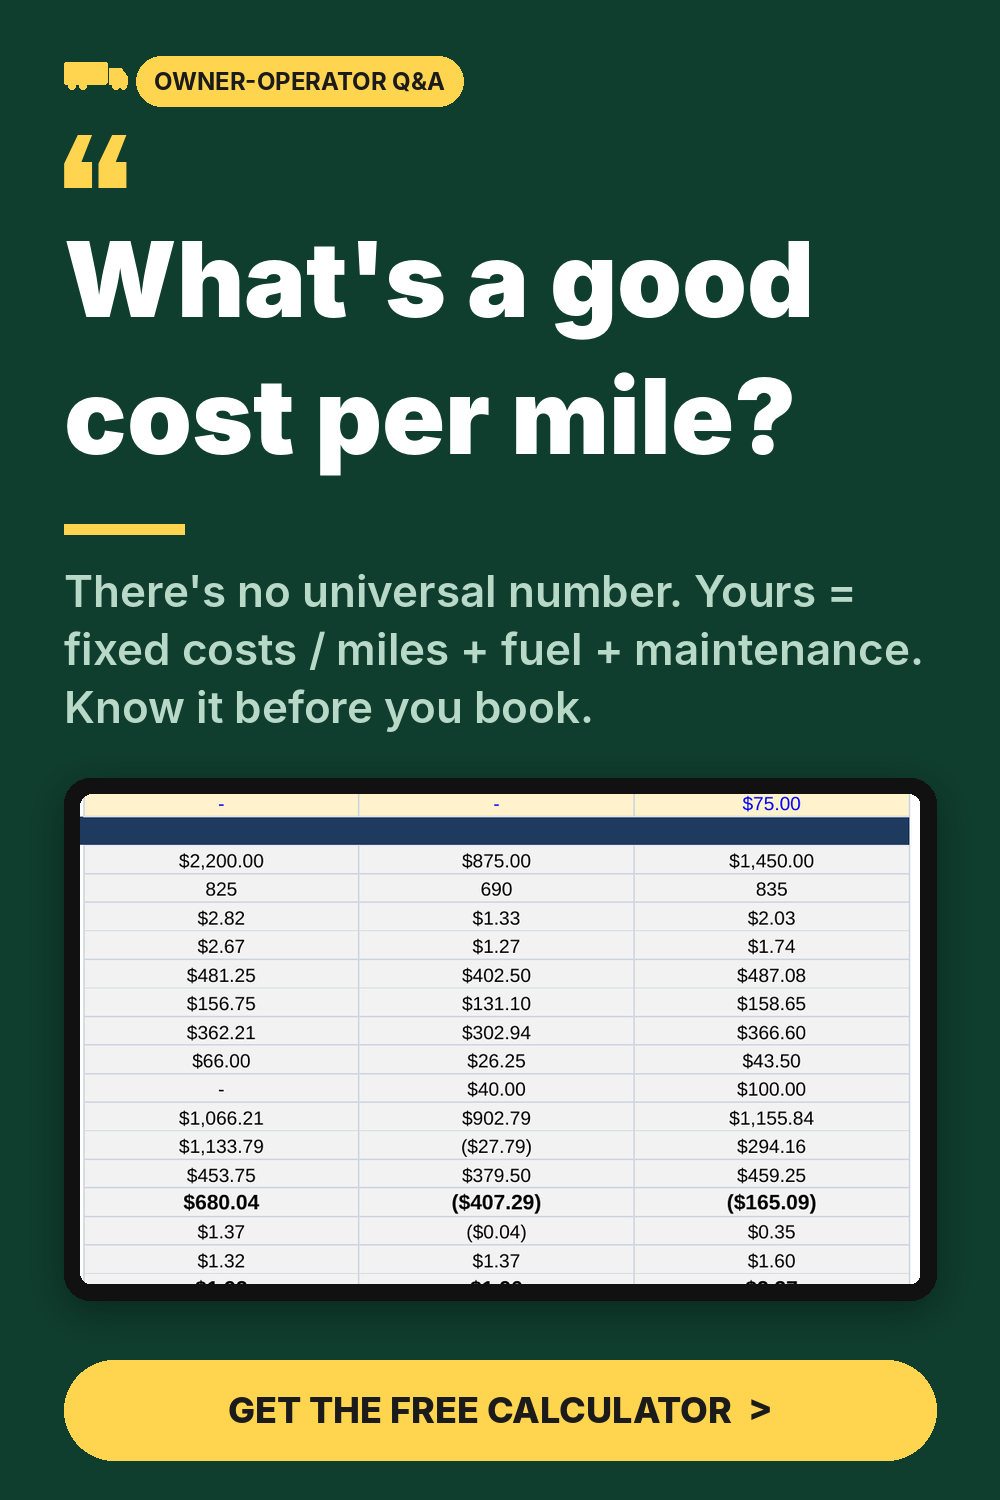 OWNER-OPERATOR Q&A
“
What's a good
cost per mile?
There's no universal number. Yours =
fixed costs / miles + fuel + maintenance.
Know it before you book.
- - $75.00
$2,200.00 $875.00 $1,450.00
825 690 835
$2.82 $1.33 $2.03
$2.67 $1.27 $1.74
$481.25 $402.50 $487.08
$156.75 $131.10 $158.65
$362.21 $302.94 $366.60
$66.00 $26.25 $43.50
- $40.00 $100.00
$1,066.21 $902.79 $1,155.84
$1,133.79 ($27.79) $294.16
$453.75 $379.50 $459.25
$680.04 ($407.29) ($165.09)
$1.37 ($0.04) $0.35
$1.32 $1.37 $1.60
GET THE FREE CALCULATOR >